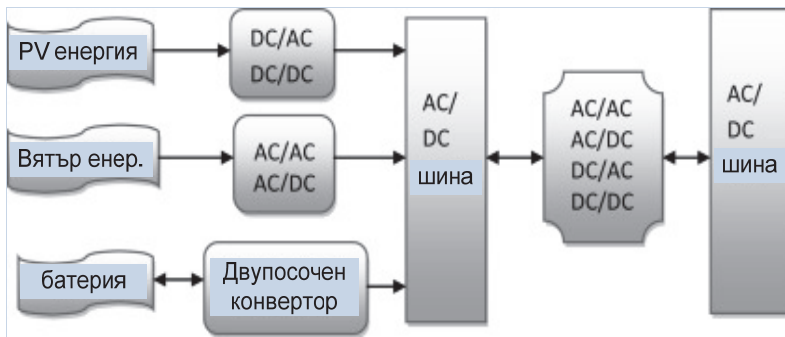 PV енергия
DC/AC
DC/DC
Вятър енер.
AC/AC
AC/DC
батерия
Двупосочен
конвертор
AC/
DC
шина
AC/AC
AC/DC
DC/AC
DC/DC
AC/
DC
шина